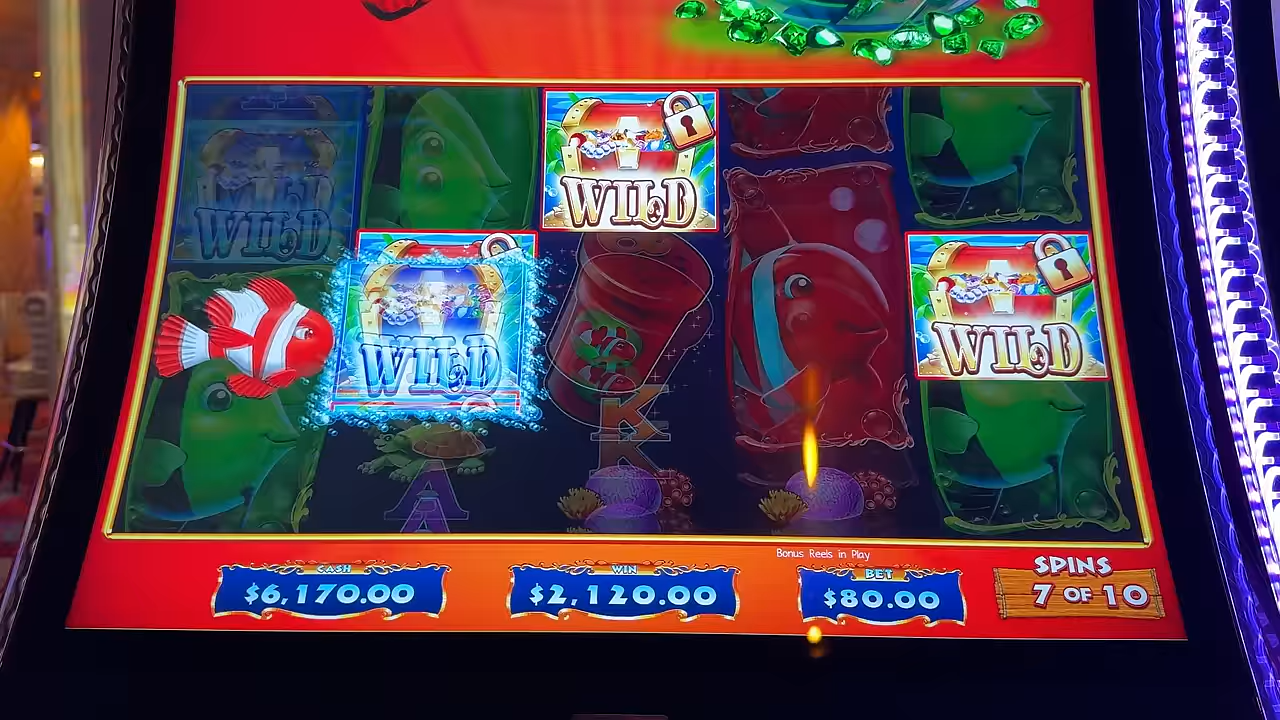 WILD
WILD
WILD
WILD
WILD
K
K
A
A
Bonus Reels in Play
CASH
$6,170.00
WIN
$2,120.00
BET
$80.00
SPINS
7 OF 10